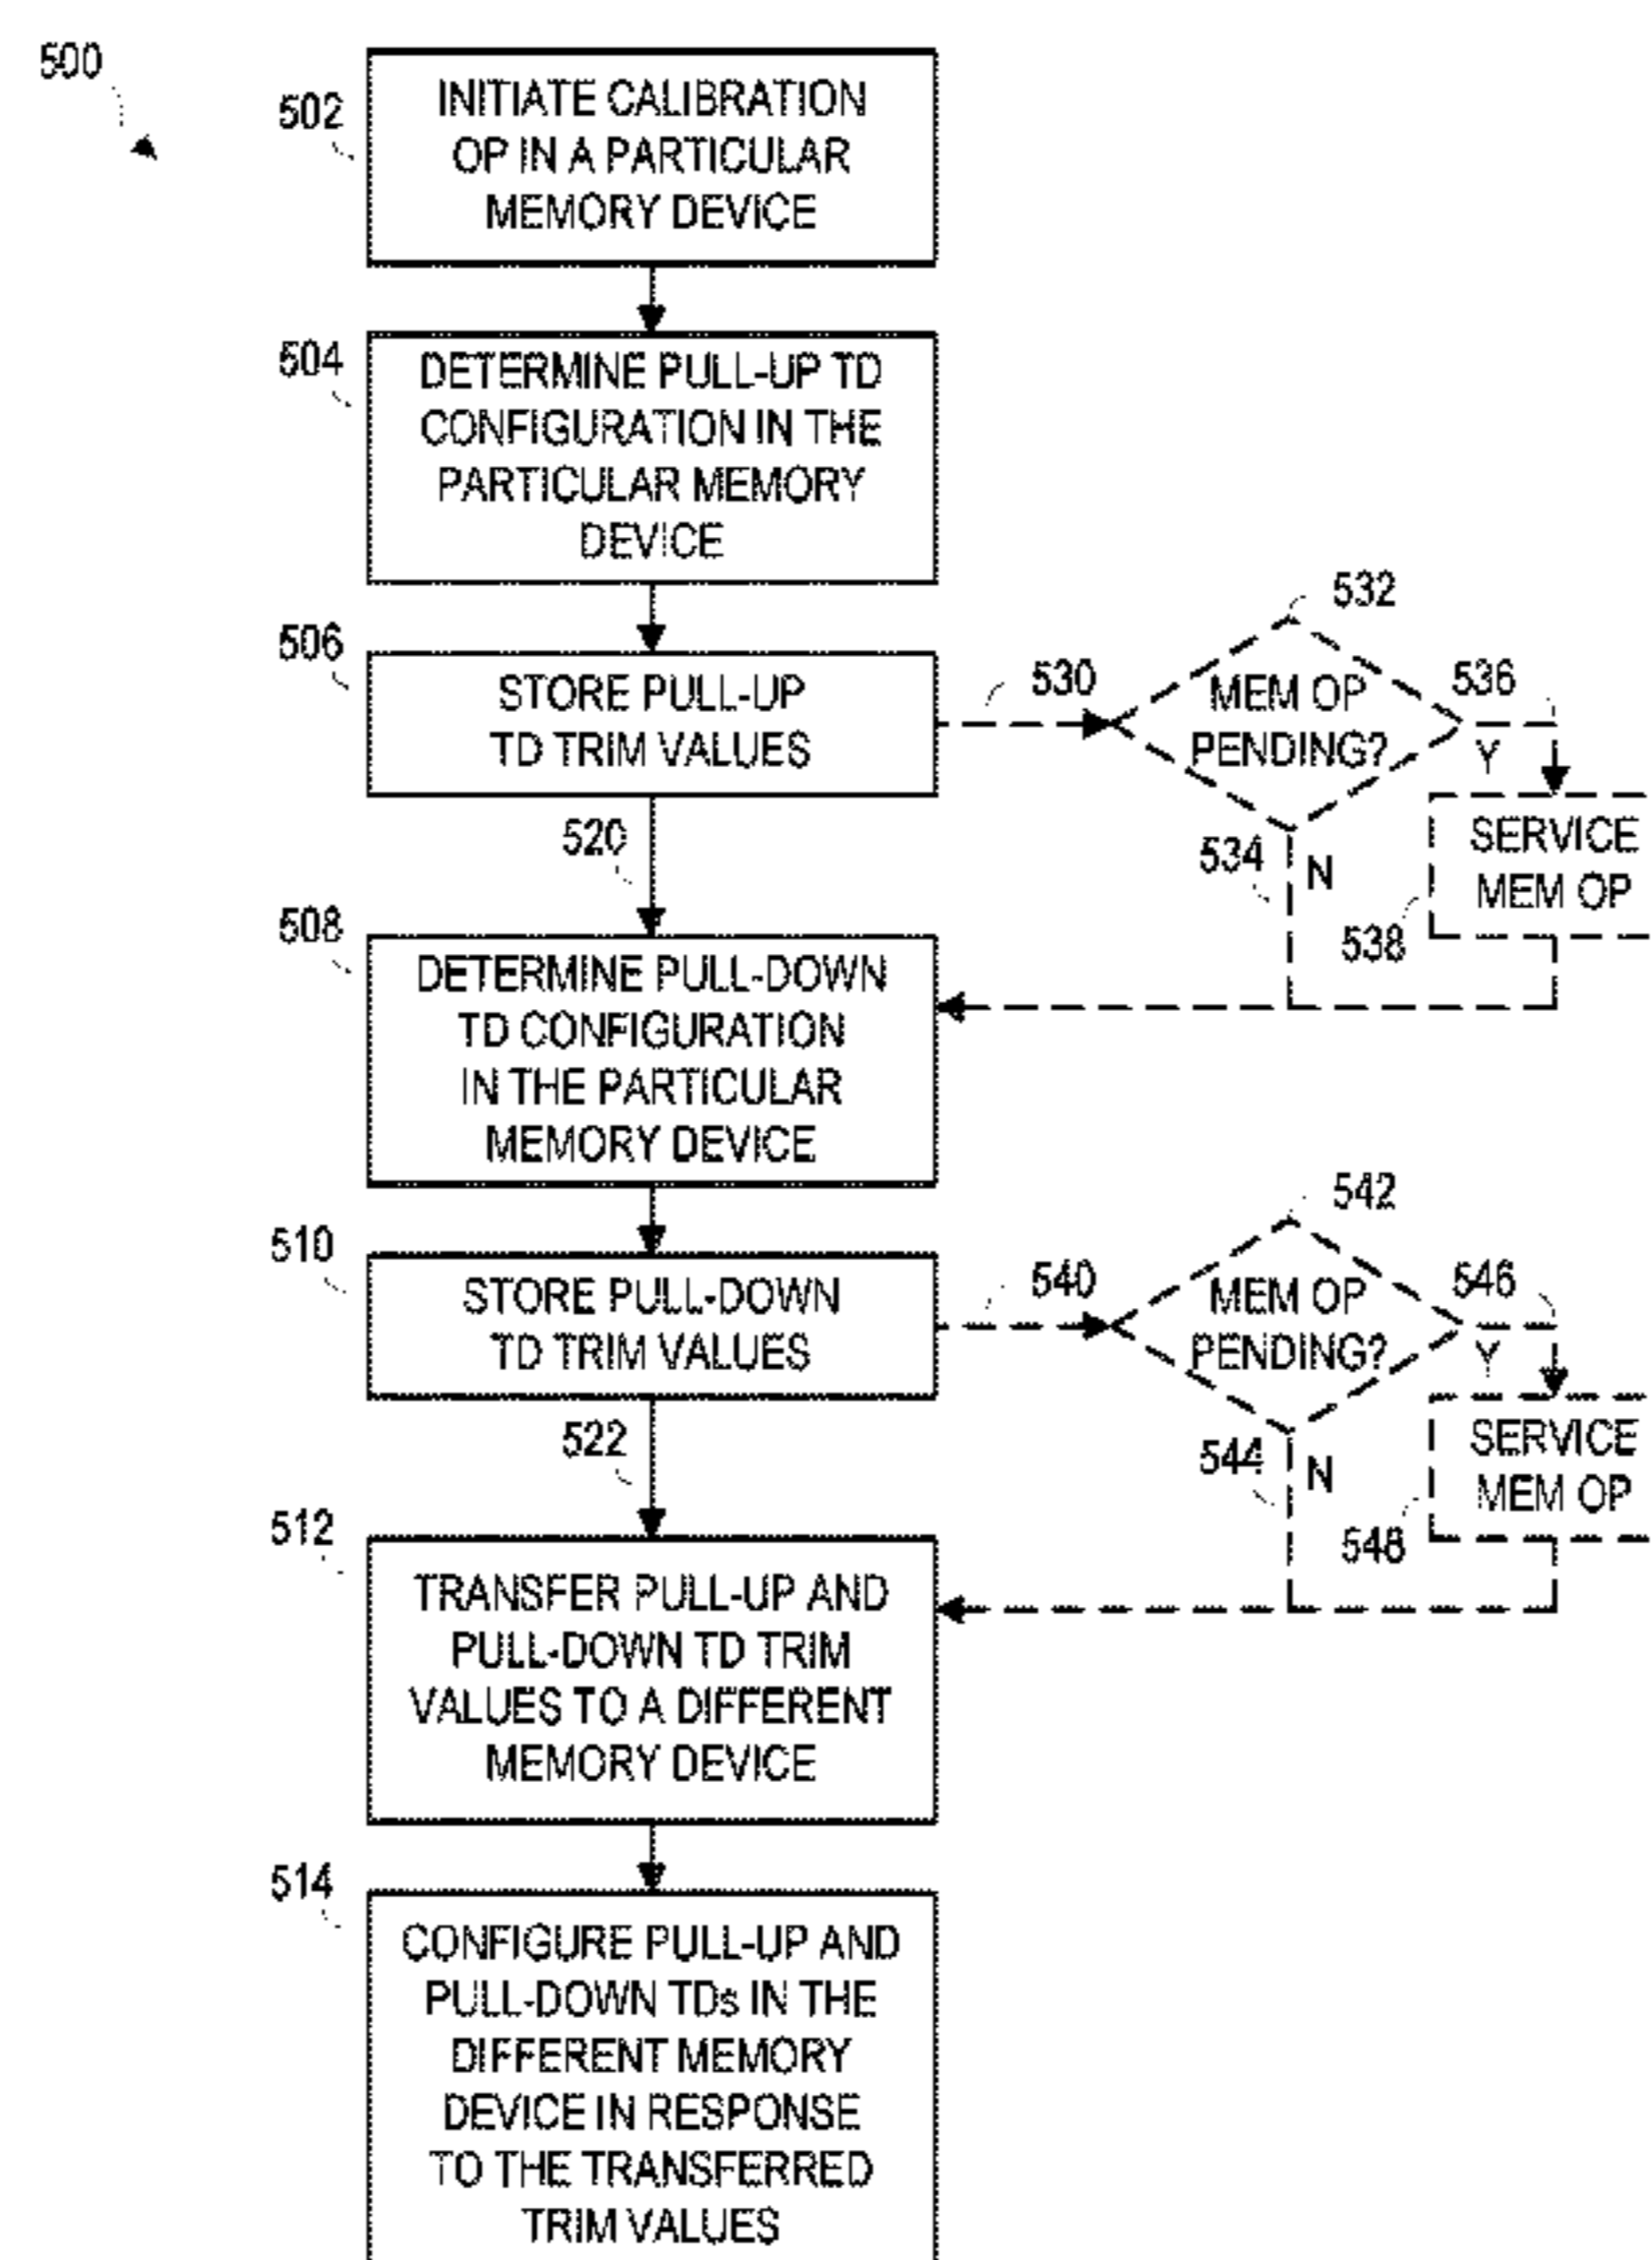 500
502
INITIATE CALIBRATION
OP IN A PARTICULAR
MEMORY DEVICE
504
DETERMINE PULL-UP TD
CONFIGURATION IN THE
PARTICULAR MEMORY
DEVICE
506
STORE PULL-UP
TD TRIM VALUES
530
532
MEM OP
PENDING?
536
Y
534
N
SERVICE
MEM OP
538
520
508
DETERMINE PULL-DOWN
TD CONFIGURATION
IN THE PARTICULAR
MEMORY DEVICE
510
STORE PULL-DOWN
TD TRIM VALUES
540
542
MEM OP
PENDING?
546
Y
544
N
SERVICE
MEM OP
548
522
512
TRANSFER PULL-UP AND
PULL-DOWN TD TRIM
VALUES TO A DIFFERENT
MEMORY DEVICE
514
CONFIGURE PULL-UP AND
PULL-DOWN TDs IN THE
DIFFERENT MEMORY
DEVICE IN RESPONSE
TO THE TRANSFERRED
TRIM VALUES